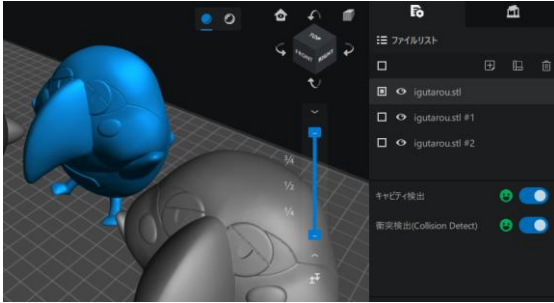 TOP
FRONT
RIGHT
3/4
1/2
1/4
ファイルリスト
igutarou.stl
igutarou.stl #1
igutarou.stl #2
キャビティ検出
衝突検出(Collision Detect)